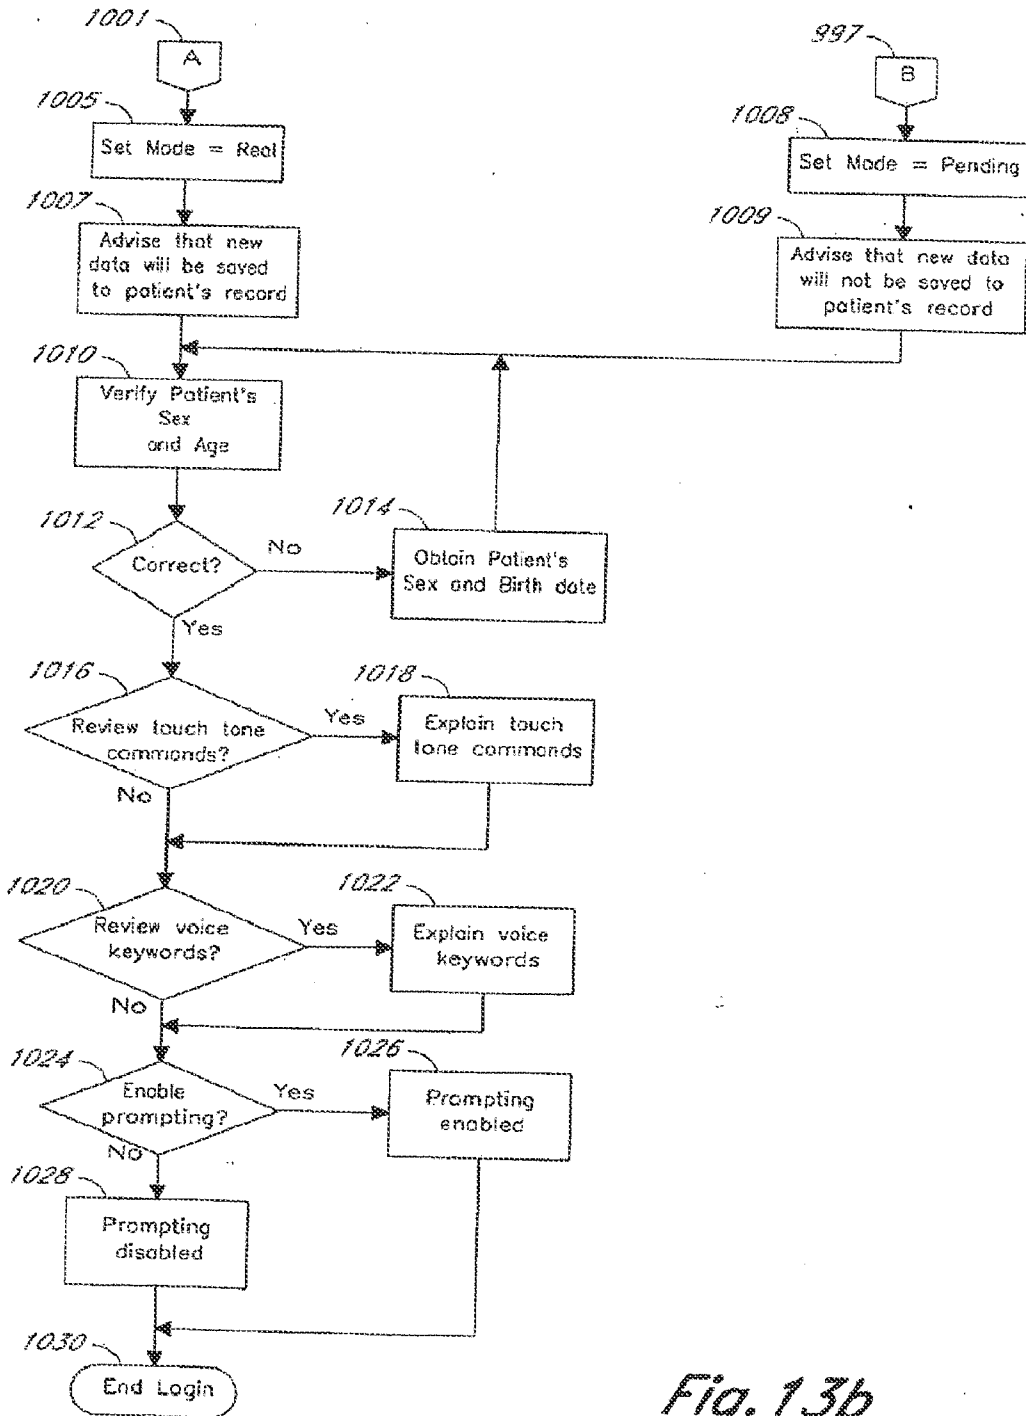 1001
A
1005
Set Mode = Real
1007
Advise that new
data will be saved
to patient's record
997
B
1008
Set Mode = Pending
1009
Advise that new data
will not be saved to
patient's record
1010
Verify Patient's
Sex
and Age
1012
Correct?
No
Yes
1014
Obtain Patient's
Sex and Birth date
1016
Review touch tone
commands?
Yes
No
1018
Explain touch
tone commands
1020
Review voice
keywords?
Yes
No
1022
Explain voice
keywords
1024
Enable
prompting?
Yes
No
1026
Prompting
enabled
1028
Prompting
disabled
1030
End Login
Fig. 13b